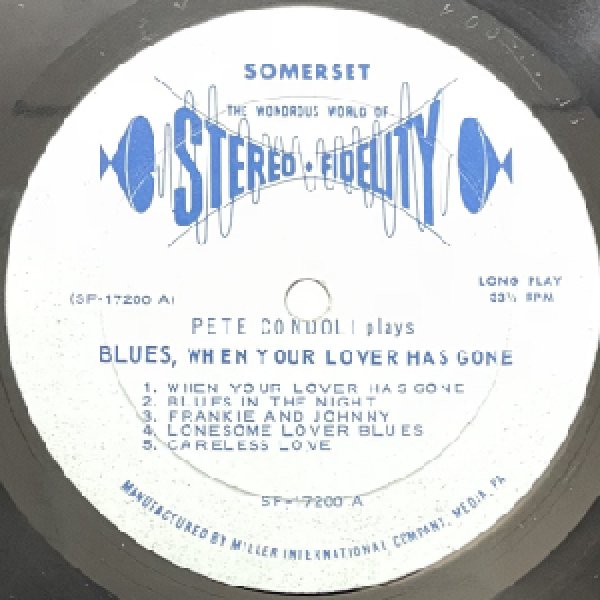 SOMERSET
THE WONDROUS WORLD OF
STEREO • FIDELITY
(SF-17200 A)
LONG PLAY
33⅓ RPM
PETE CONDOLI plays
BLUES, WHEN YOUR LOVER HAS GONE
1. WHEN YOUR LOVER HAS GONE
2. BLUES IN THE NIGHT
3. FRANKIE AND JOHNNY
4. LONESOME LOVER BLUES
5. CARELESS LOVE
SF-17200 A
MANUFACTURED BY MILLER INTERNATIONAL COMPANY, MEDIA, PA